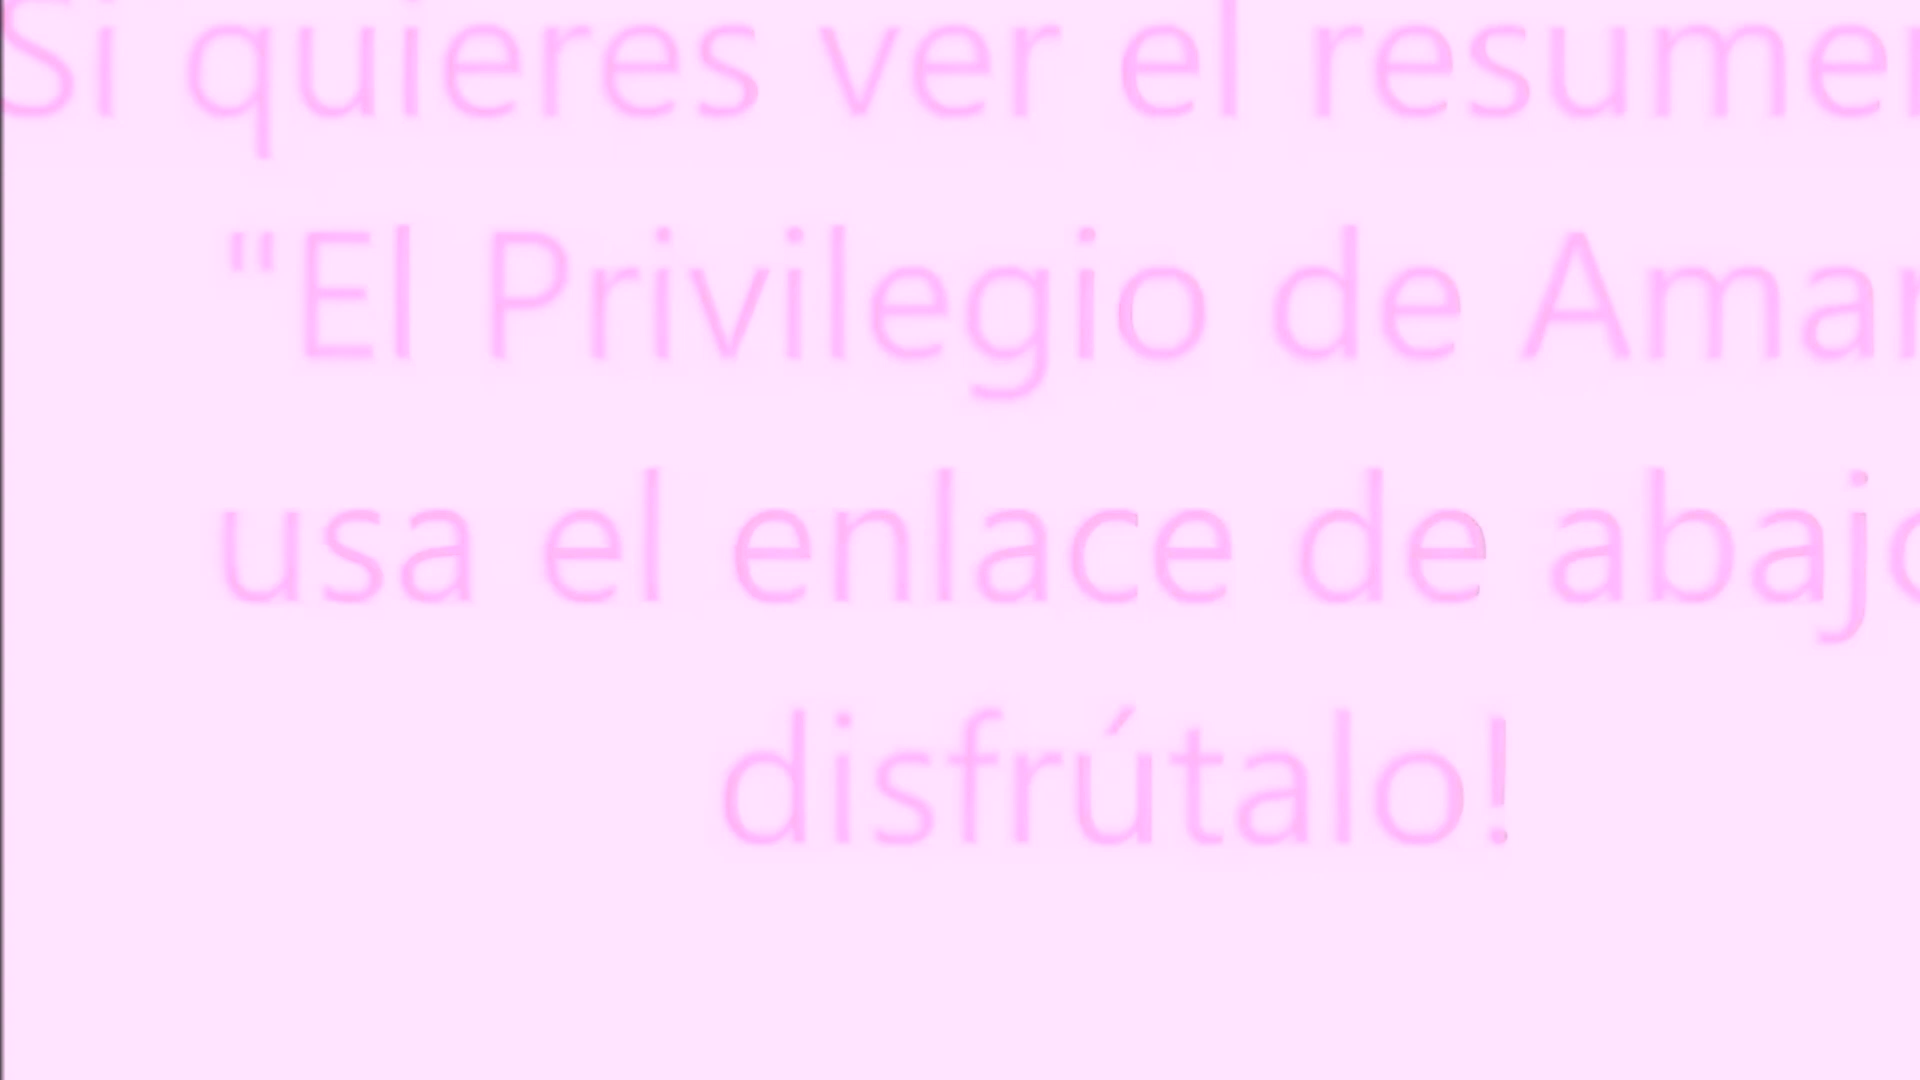 Si quieres ver el resumen
"El Privilegio de Amar
usa el enlace de abajo
disfrútalo!